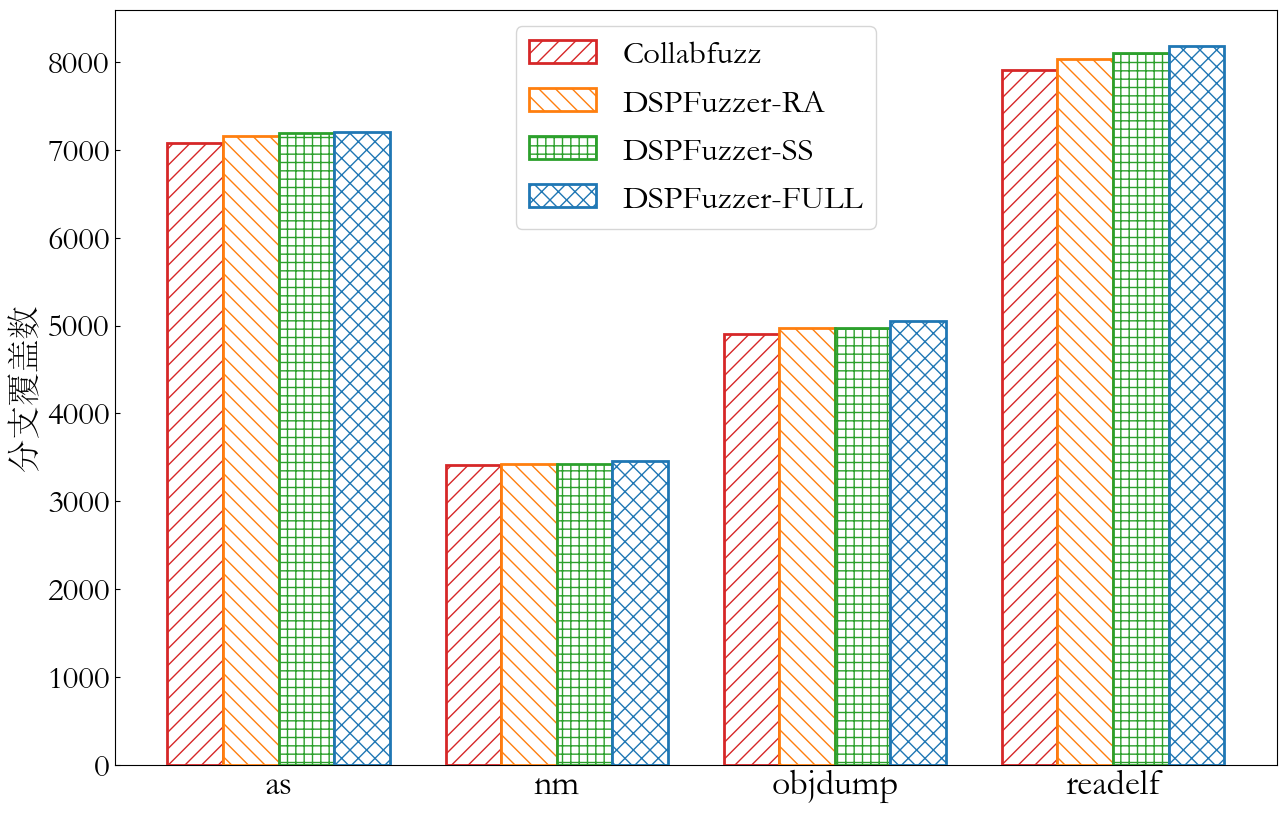 分支覆盖数
8000
7000
6000
5000
4000
3000
2000
1000
0
Collabfuzz
DSPFuzzer-RA
DSPFuzzer-SS
DSPFuzzer-FULL
as nm objdump readelf